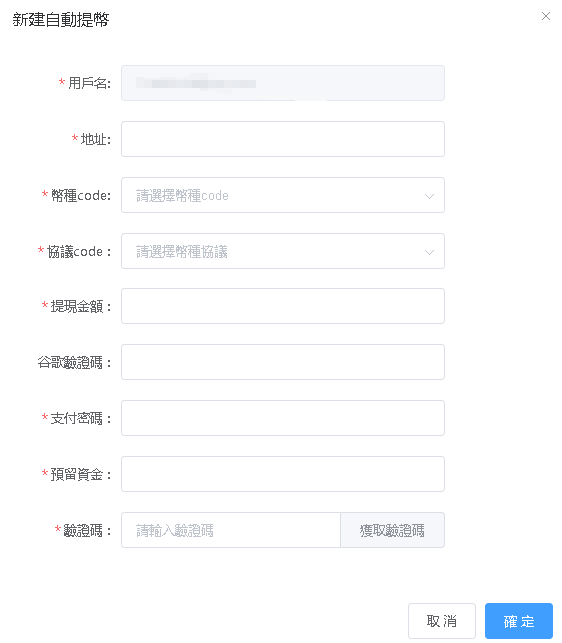 新建自動提幣
* 用戶名:
* 地址:
* 幣種code: 請選擇幣種code
* 協議code： 請選擇幣種協議
* 提現金額：
谷歌驗證碼：
* 支付密碼：
* 預留資金：
* 驗證碼： 請輸入驗證碼 獲取驗證碼
取消 確定